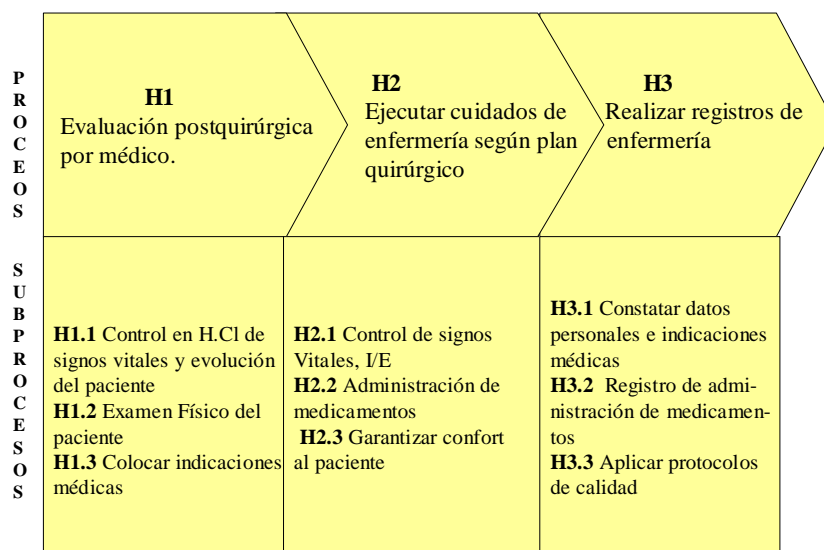 PROCEOS
H1
Evaluación postquirúrgica
por médico.
H2
Ejecutar cuidados de
enfermería según plan
quirúrgico
H3
Realizar registros de
enfermería
SUBPROCESOS
H1.1 Control en H.Cl de
signos vitales y evolución
del paciente
H1.2 Examen Físico del
paciente
H1.3 Colocar indicaciones
médicas
H2.1 Control de signos
Vitales, I/E
H2.2 Administración de
medicamentos
H2.3 Garantizar confort
al paciente
H3.1 Constatar datos
personales e indicaciones
médicas
H3.2 Registro de admi-
nistración de medicamen-
tos
H3.3 Aplicar protocolos
de calidad